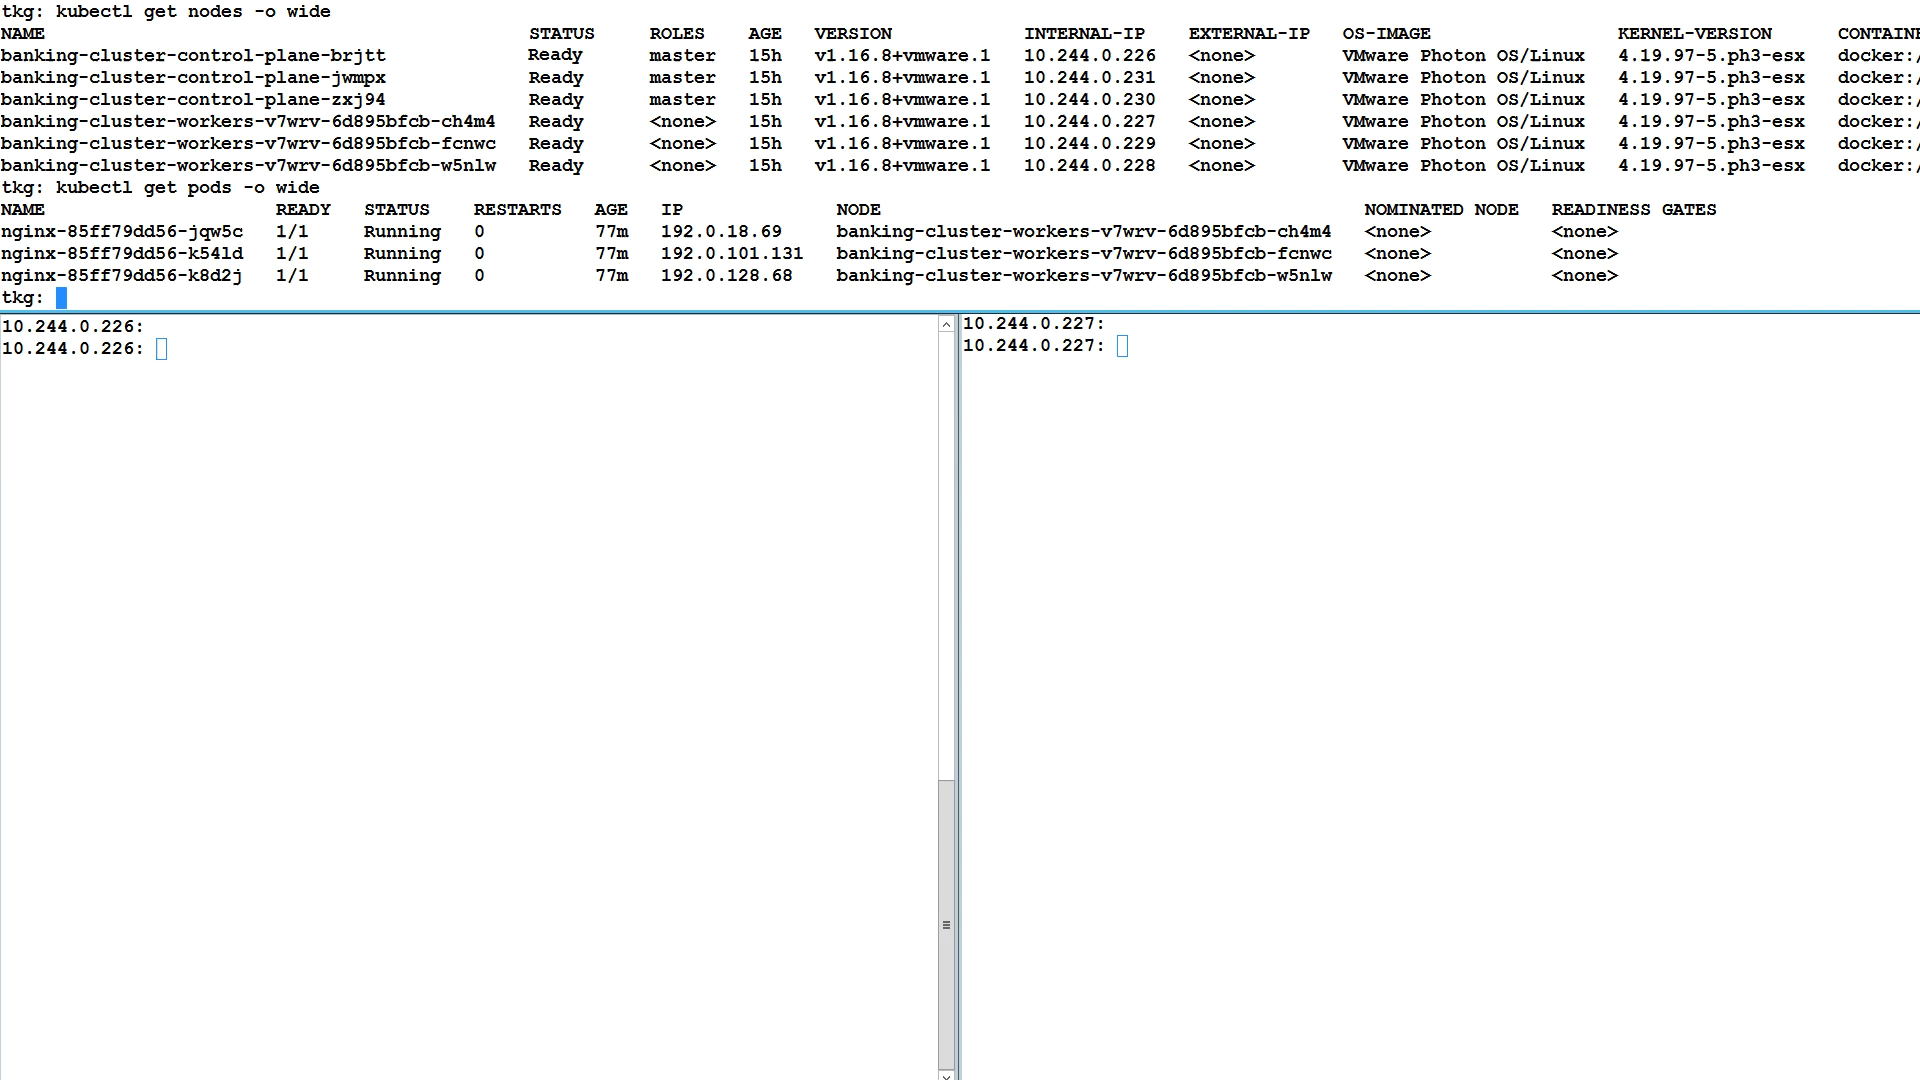 tkg: kubectl get nodes -o wide
NAME STATUS ROLES AGE VERSION INTERNAL-IP EXTERNAL-IP OS-IMAGE KERNEL-VERSION CONTAINE
banking-cluster-control-plane-brjtt Ready master 15h v1.16.8+vmware.1 10.244.0.226 <none> VMware Photon OS/Linux 4.19.97-5.ph3-esx docker:/
banking-cluster-control-plane-jwmpx Ready master 15h v1.16.8+vmware.1 10.244.0.231 <none> VMware Photon OS/Linux 4.19.97-5.ph3-esx docker:/
banking-cluster-control-plane-zxj94 Ready master 15h v1.16.8+vmware.1 10.244.0.230 <none> VMware Photon OS/Linux 4.19.97-5.ph3-esx docker:/
banking-cluster-workers-v7wrv-6d895bfcb-ch4m4 Ready <none> 15h v1.16.8+vmware.1 10.244.0.227 <none> VMware Photon OS/Linux 4.19.97-5.ph3-esx docker:/
banking-cluster-workers-v7wrv-6d895bfcb-fcnwc Ready <none> 15h v1.16.8+vmware.1 10.244.0.229 <none> VMware Photon OS/Linux 4.19.97-5.ph3-esx docker:/
banking-cluster-workers-v7wrv-6d895bfcb-w5nlw Ready <none> 15h v1.16.8+vmware.1 10.244.0.228 <none> VMware Photon OS/Linux 4.19.97-5.ph3-esx docker:/
tkg: kubectl get pods -o wide
NAME READY STATUS RESTARTS AGE IP NODE NOMINATED NODE READINESS GATES
nginx-85ff79dd56-jqw5c 1/1 Running 0 77m 192.0.18.69 banking-cluster-workers-v7wrv-6d895bfcb-ch4m4 <none> <none>
nginx-85ff79dd56-k54ld 1/1 Running 0 77m 192.0.101.131 banking-cluster-workers-v7wrv-6d895bfcb-fcnwc <none> <none>
nginx-85ff79dd56-k8d2j 1/1 Running 0 77m 192.0.128.68 banking-cluster-workers-v7wrv-6d895bfcb-w5nlw <none> <none>
tkg:
10.244.0.226:
10.244.0.226:
10.244.0.227:
10.244.0.227: